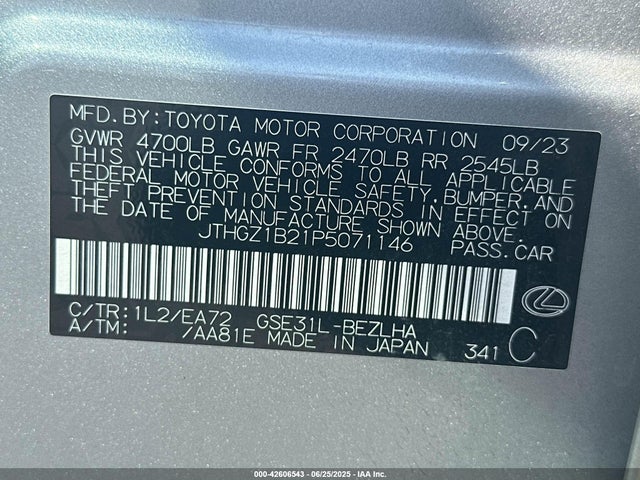 MFD.BY:TOYOTA MOTOR CORPORATION 09/23
GVWR 4700LB GAWR FR 2470LB RR 2545LB
THIS VEHICLE CONFORMS TO ALL APPLICABLE
FEDERAL MOTOR VEHICLE SAFETY,BUMPER,AND
THEFT PREVENTION STANDARDS IN EFFECT ON
THE DATE OF MANUFACTURE SHOWN ABOVE.
JTHGZ1B21P5071146 PASS.CAR
C/TR:1L2/EA72 GSE31L-BEZLHA
A/TM: /AA81E MADE IN JAPAN 341 C
000-42606543 - 06/25/2025 - IAA Inc.